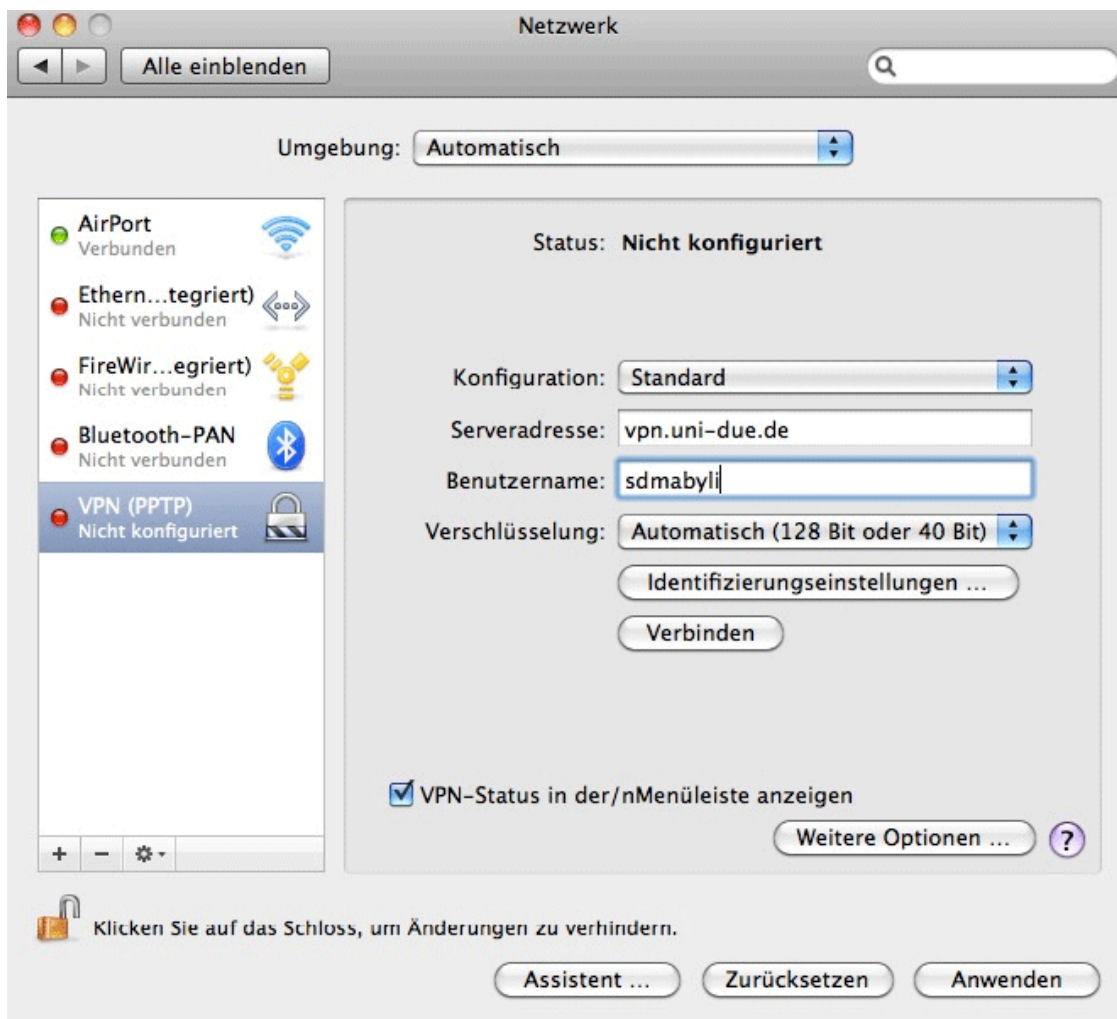 Netzwerk
Alle einblenden
Umgebung: Automatisch
AirPort
Verbunden
Ethern...tegriert)
Nicht verbunden
FireWir...egriert)
Nicht verbunden
Bluetooth-PAN
Nicht verbunden
VPN (PPTP)
Nicht konfiguriert
Status: Nicht konfiguriert
Konfiguration: Standard
Serveradresse: vpn.uni-due.de
Benutzername: sdmabyli
Verschlüsselung: Automatisch (128 Bit oder 40 Bit)
Identifizierungseinstellungen ...
Verbinden
VPN-Status in der/nMenüleiste anzeigen
Weitere Optionen ... ?
Klicken Sie auf das Schloss, um Änderungen zu verhindern.
Assistent ... Zurücksetzen Anwenden